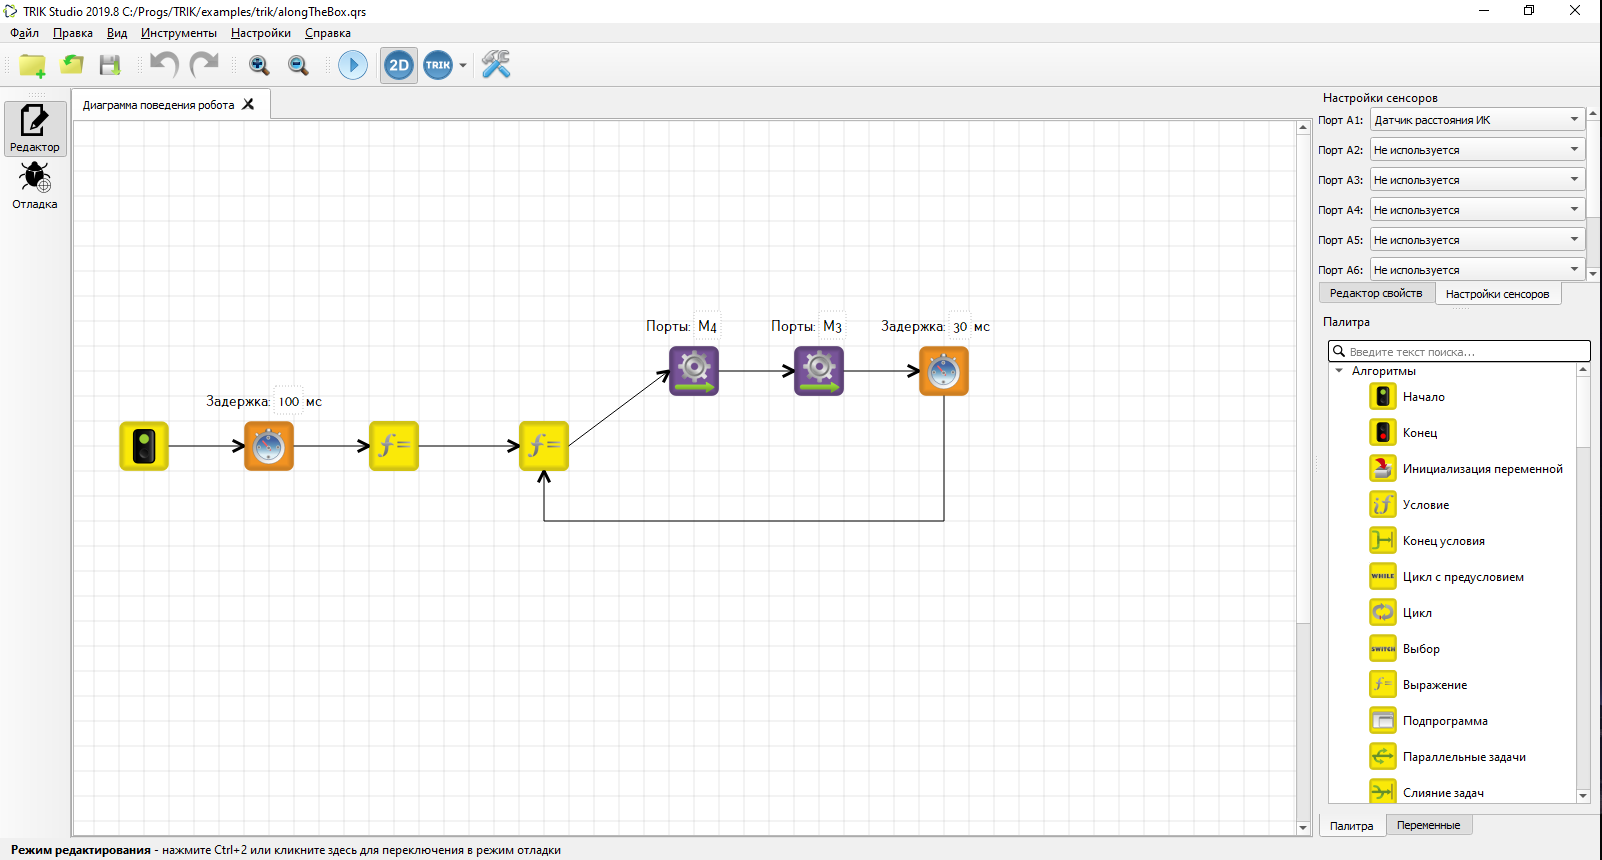 TRIK Studio 2019.8 C:/Progs/TRIK/examples/trik/alongTheBox.qrs
Файл Правка Вид Инструменты Настройки Справка
2D TRIK
Редактор
Отладка
Диаграмма поведения робота
Задержка: 100 мс
f=
f=
Порты: M4
Порты: M3
Задержка: 30 мс
Настройки сенсоров
Порт A1: Датчик расстояния ИК
Порт A2: Не используется
Порт A3: Не используется
Порт A4: Не используется
Порт A5: Не используется
Порт A6: Не используется
Редактор свойств Настройки сенсоров
Палитра
Введите текст поиска...
Алгоритмы
Начало
Конец
Инициализация переменной
if Условие
Конец условия
WHILE Цикл с предусловием
Цикл
SWITCH Выбор
f= Выражение
Подпрограмма
Параллельные задачи
Слияние задач
Палитра Переменные
Режим редактирования - нажмите Ctrl+2 или кликните здесь для переключения в режим отладки